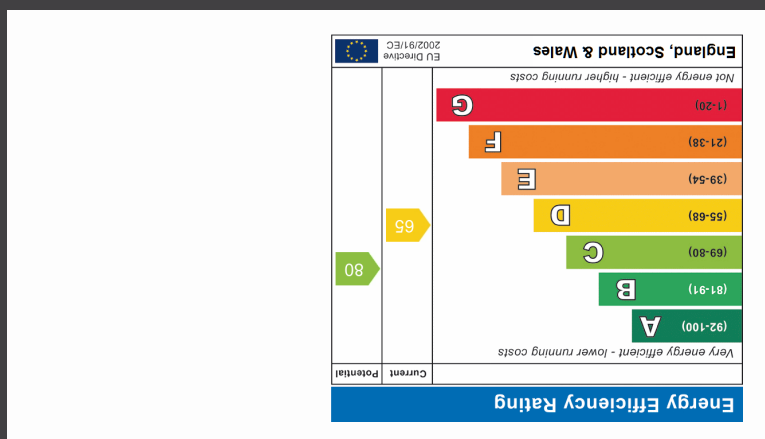 Energy Efficiency Rating
Current Potential
Very energy efficient - lower running costs
(92-100) A
(81-91) B
(69-80) C
(55-68) D
(39-54) E
(21-38) F
(1-20) G
65
80
Not energy efficient - higher running costs
England, Scotland & Wales
EU Directive
2002/91/EC